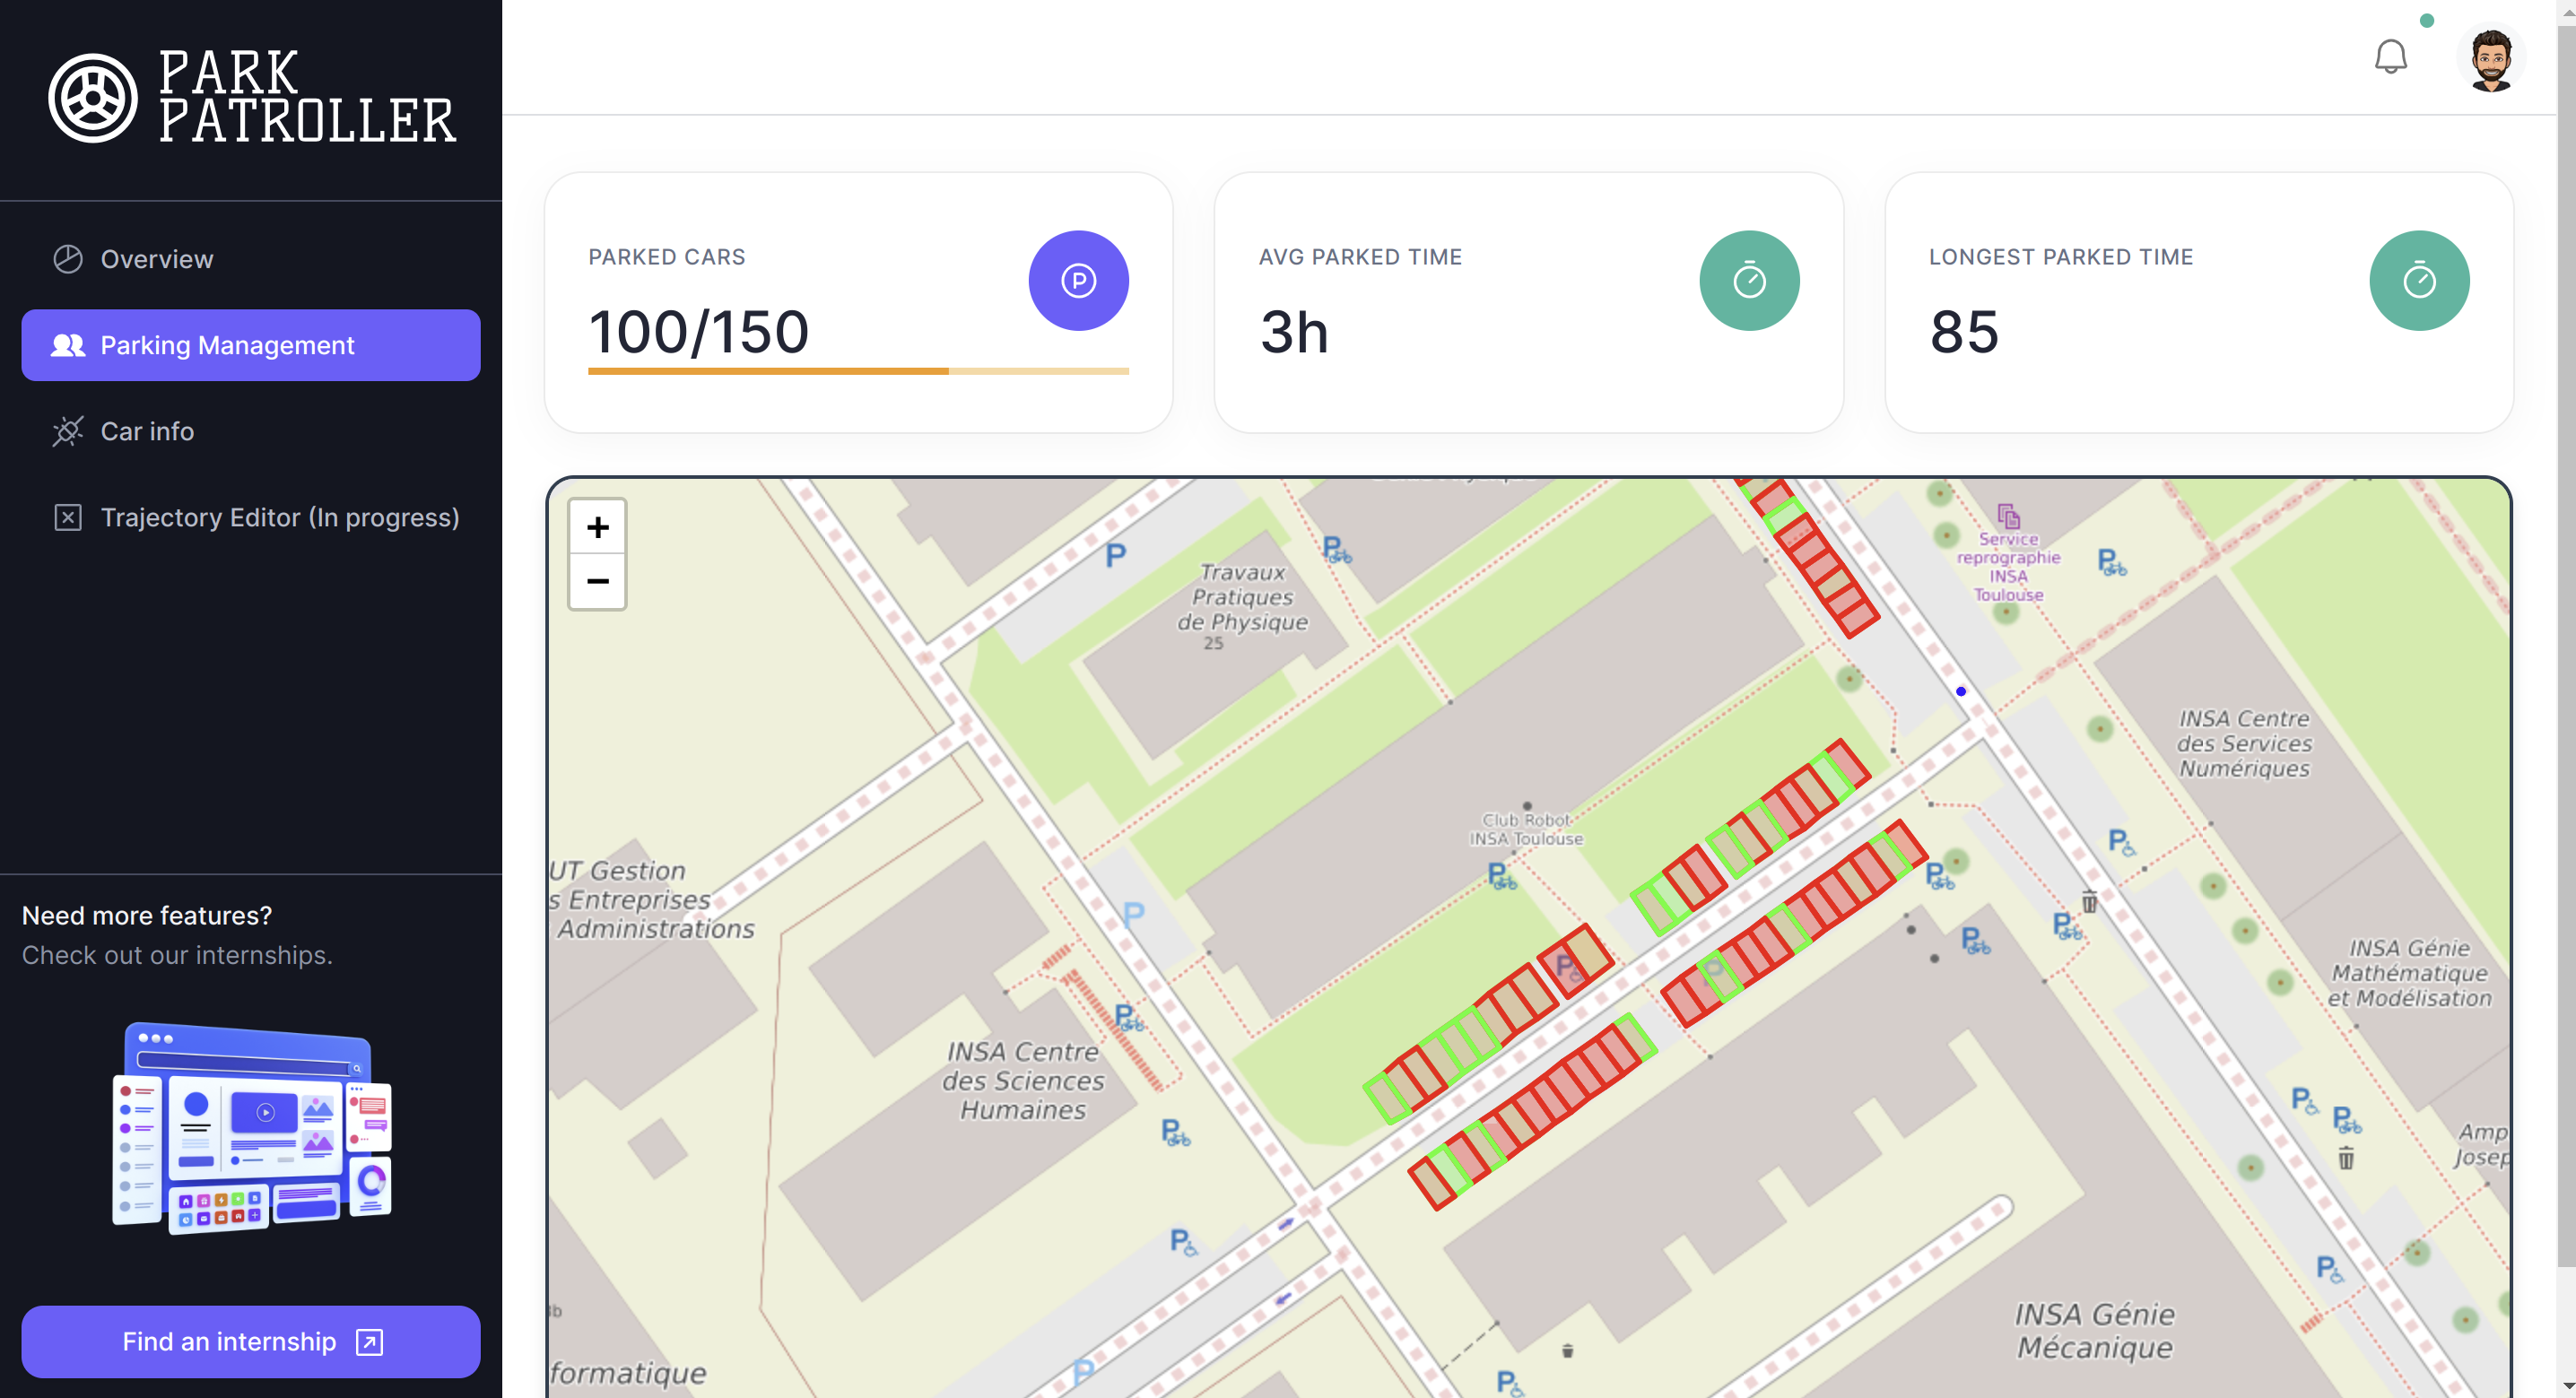 PARK
PATROLLER
Overview
Parking Management
Car info
Trajectory Editor (In progress)
Need more features?
Check out our internships.
Find an internship
PARKED CARS
100/150
AVG PARKED TIME
3h
LONGEST PARKED TIME
85
+
−
P
Travaux
Pratiques
de Physique
25
Service
reprographie
INSA
Toulouse
INSA Centre
des Services
Numériques
Club Robot
INSA Toulouse
UT Gestion
s Entreprises
Administrations
P
INSA Génie
Mathématique
et Modélisation
INSA Centre
des Sciences
Humaines
Amp
Josep
INSA Génie
Mécanique
formatique
P